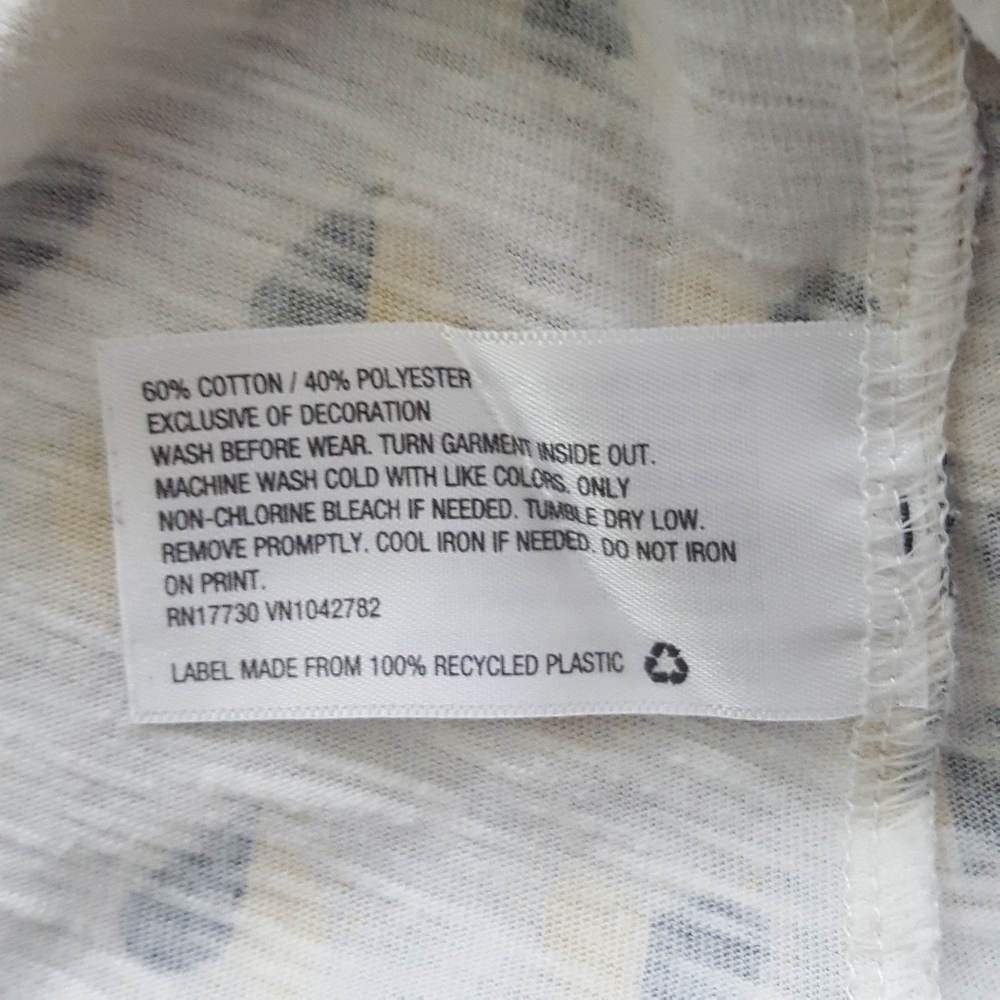 60% COTTON / 40% POLYESTER
EXCLUSIVE OF DECORATION
WASH BEFORE WEAR. TURN GARMENT INSIDE OUT.
MACHINE WASH COLD WITH LIKE COLORS. ONLY
NON-CHLORINE BLEACH IF NEEDED. TUMBLE DRY LOW.
REMOVE PROMPTLY. COOL IRON IF NEEDED. DO NOT IRON
ON PRINT.
RN17730 VN1042782
LABEL MADE FROM 100% RECYCLED PLASTIC